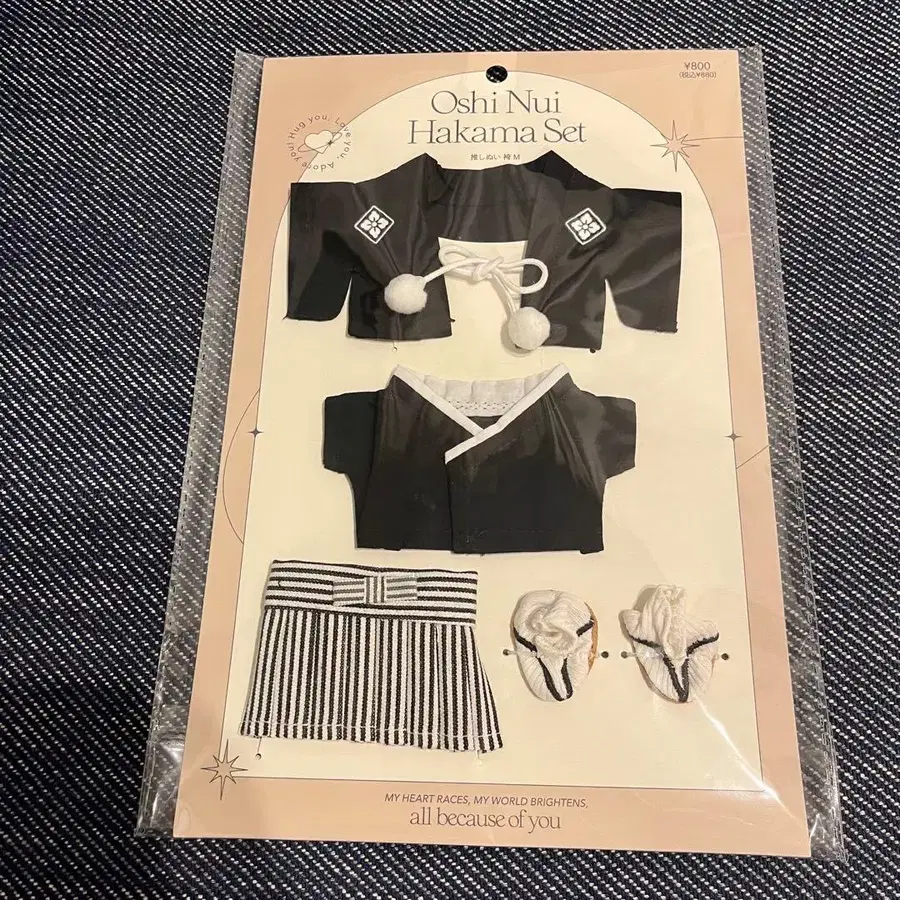 ¥800
(税込¥880)
Oshi Nui
Hakama Set
推しぬい 袴 M
Adore you! Hug you, Love you,
MY HEART RACES, MY WORLD BRIGHTENS,
all because of you